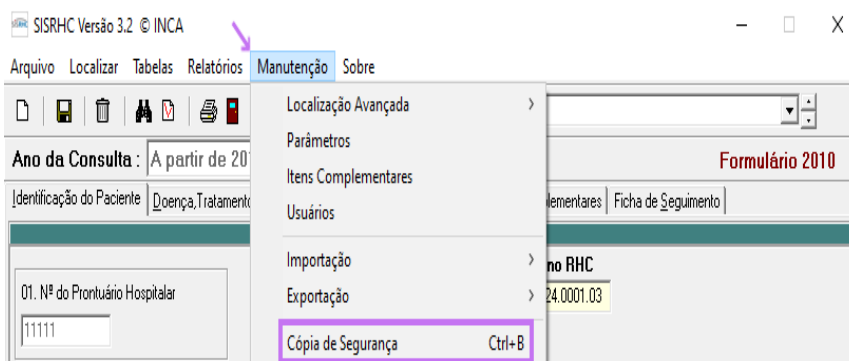 SISRHC Versão 3.2 © INCA
Arquivo Localizar Tabelas Relatórios Manutenção Sobre
Localização Avançada
Parâmetros
Itens Complementares
Usuários
Importação
Exportação
Cópia de Segurança Ctrl+B
Ano da Consulta : A partir de 20
Formulário 2010
Identificação do Paciente Doença,Tratamento
Ficha de Seguimento
no RHC
01. Nº do Prontuário Hospitalar
24.0001.03
11111